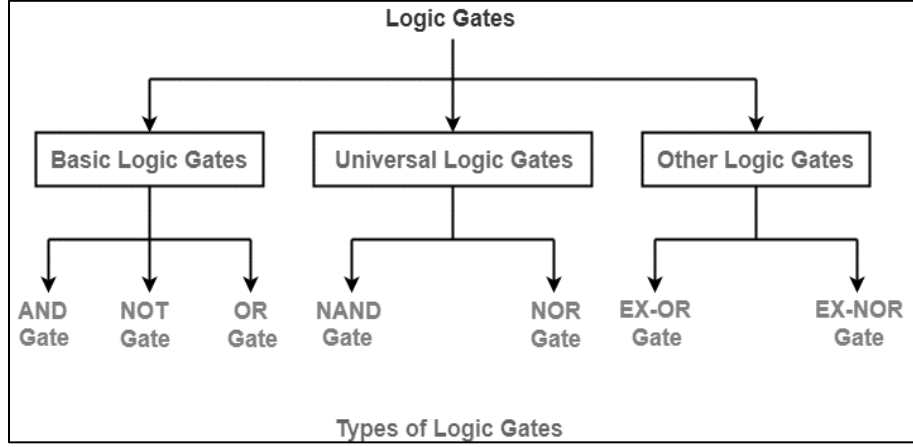 Logic Gates
Basic Logic Gates
Universal Logic Gates
Other Logic Gates
AND
Gate
NOT
Gate
OR
Gate
NAND
Gate
NOR
Gate
EX-OR
Gate
EX-NOR
Gate
Types of Logic Gates